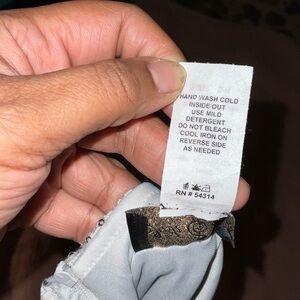 HAND WASH COLD
INSIDE OUT
USE MILD
DETERGENT
DO NOT BLEACH
COOL IRON ON
REVERSE SIDE
AS NEEDED
RN # 54314